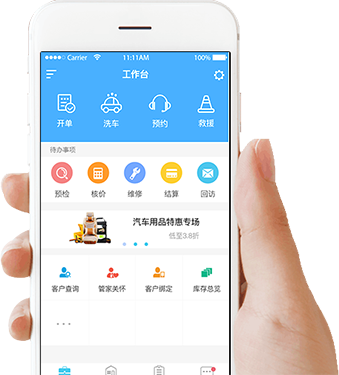 Carrier 11:11AM 100%
工作台
开单 洗车 预约 救援
待办事项
预检 核价 维修 结算 回访
汽车用品特惠专场
低至3.8折
客户查询 管家关怀 客户绑定 库存总览
...